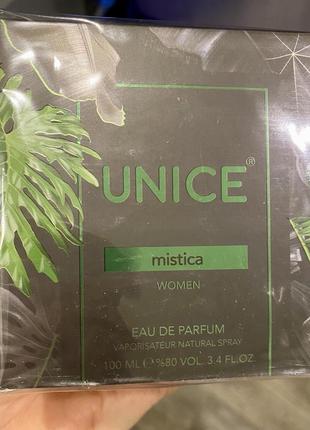 UNICE®
mistica
WOMEN
EAU DE PARFUM
VAPORISATEUR NATURAL SPRAY
100 ML ℮ %80 VOL. 3.4 FL.OZ.